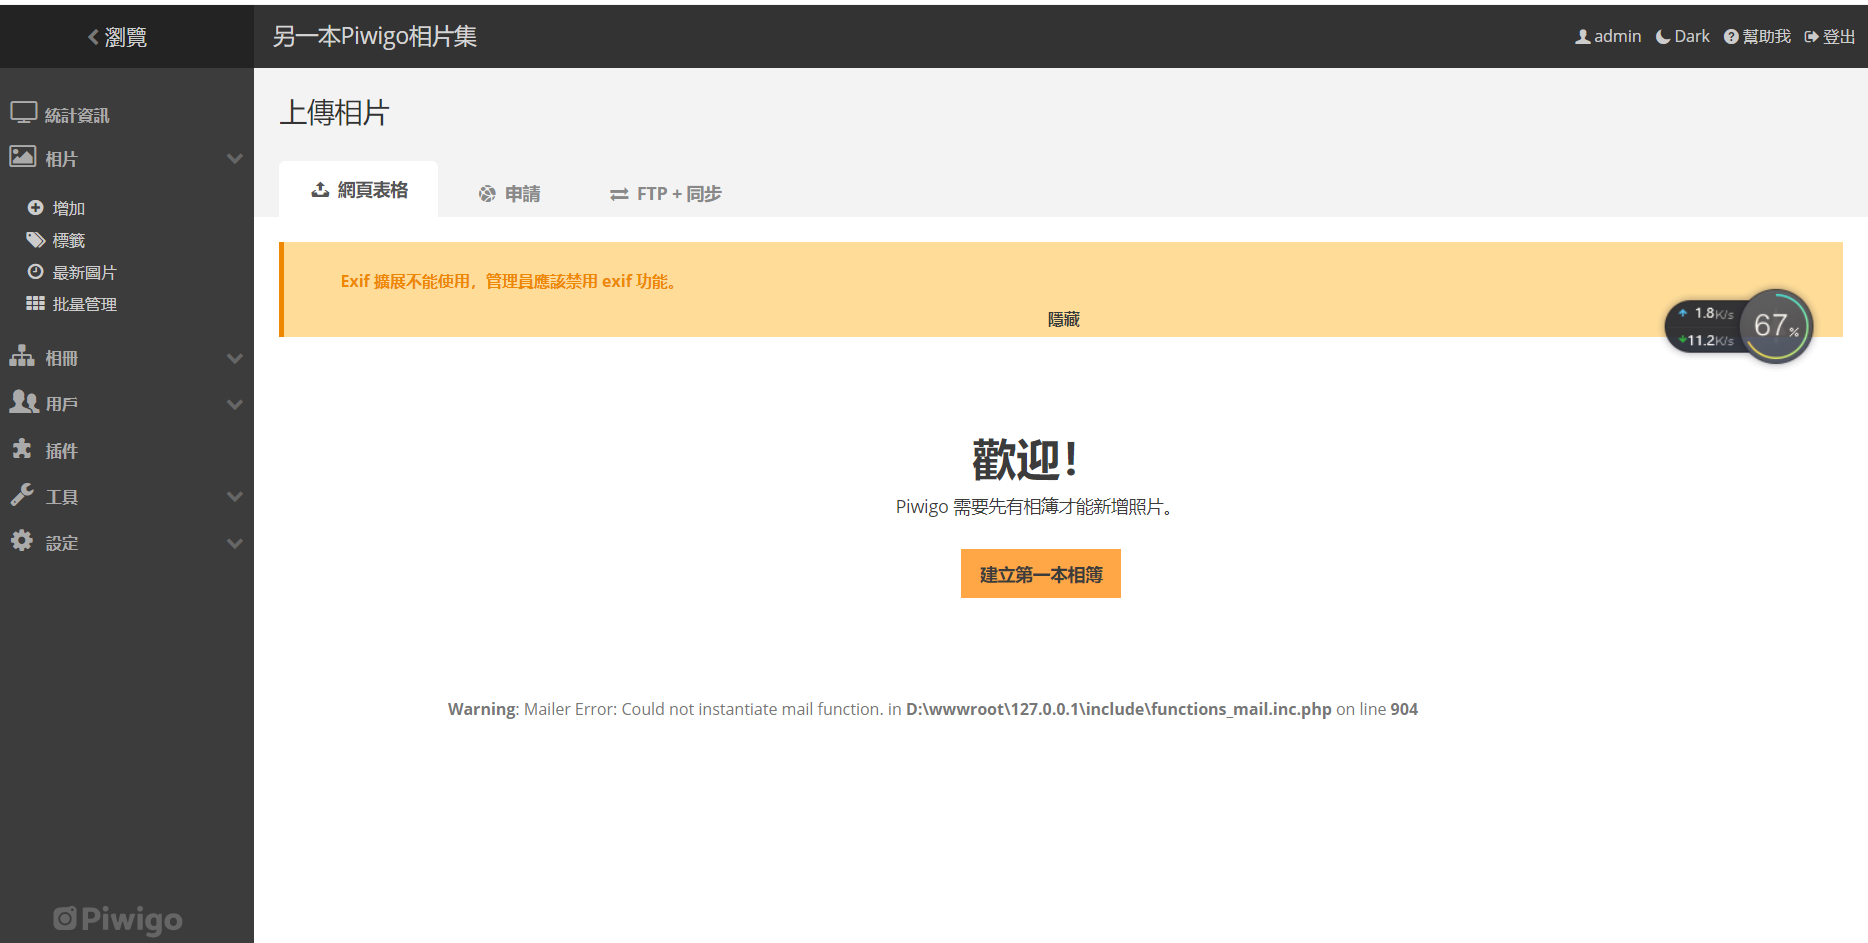 瀏覽
另一本Piwigo相片集
admin Dark 幫助我 登出
統計資訊
相片
增加
標籤
最新圖片
批量管理
相冊
用戶
插件
工具
設定
Piwigo
上傳相片
網頁表格 申請 FTP + 同步
Exif 擴展不能使用，管理員應該禁用 exif 功能。
隱藏
1.8K/s
11.2K/s
67%
歡迎！
Piwigo 需要先有相簿才能新增照片。
建立第一本相簿
Warning: Mailer Error: Could not instantiate mail function. in D:\wwwroot\127.0.0.1\include\functions_mail.inc.php on line 904